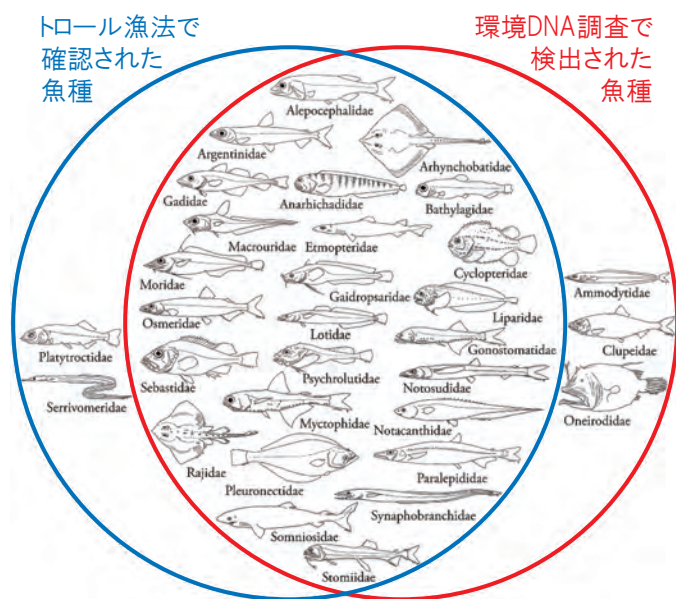 トロール漁法で
確認された
魚種
環境DNA調査で
検出された
魚種
Alepocephalidae
Argentinidae
Arhynchobatidae
Gadidae
Anarhichadidae
Bathylagidae
Macrouridae
Etmopteridae
Cyclopteridae
Moridae
Gaidropsaridae
Liparidae
Ammodytidae
Osmeridae
Lotidae
Gonostomatidae
Platytroctidae
Clupeidae
Sebastidae
Psychrolutidae
Notosudidae
Serrivomeridae
Myctophidae
Notacanthidae
Oneirodidae
Rajidae
Pleuronectidae
Paralepididae
Synaphobranchidae
Somniosidae
Stomiidae